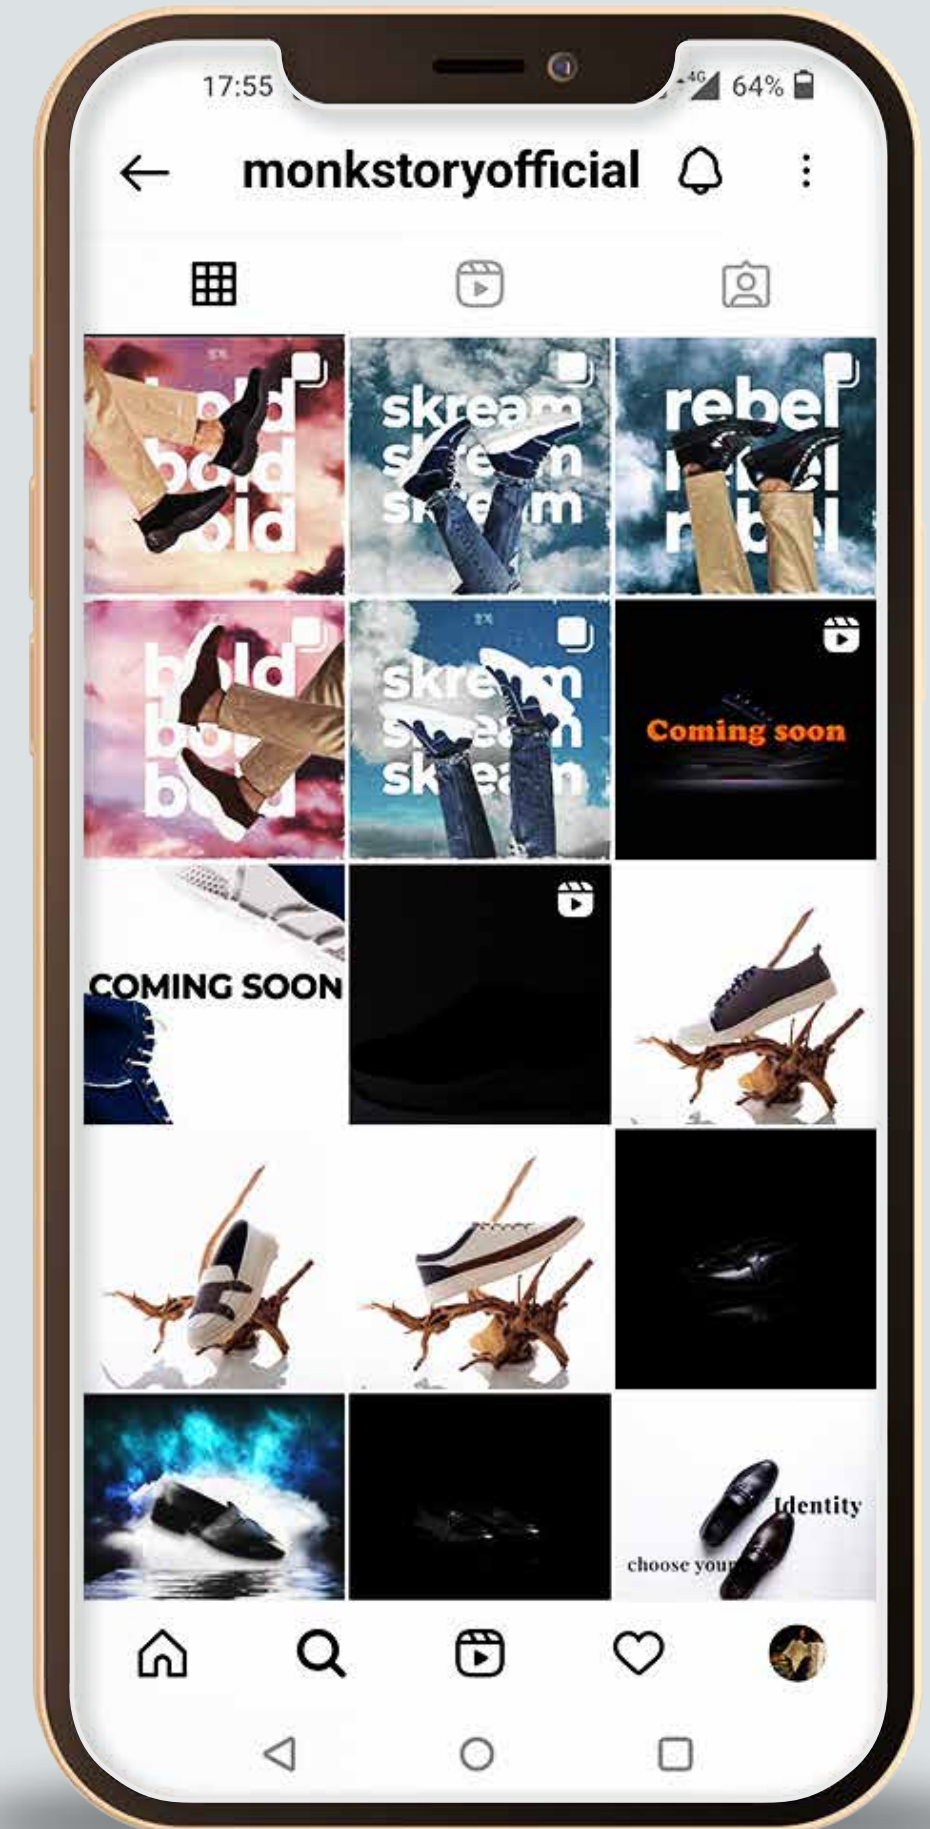 17:55
4G 64%
monkstoryofficial
bold
bold
bold
skream
skream
skream
rebel
rebel
rebel
bold
bold
bold
skream
skream
skream
Coming soon
COMING SOON
Identity
choose your